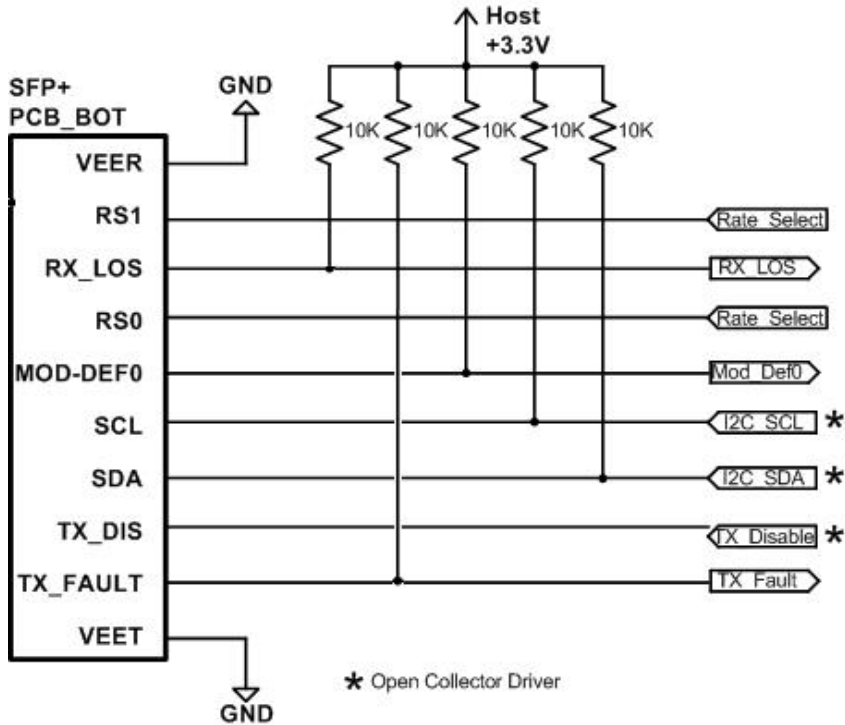 Host
+3.3V
SFP+
PCB_BOT
GND
10K 10K 10K 10K 10K
VEER
RS1 Rate_Select
RX_LOS RX_LOS
RS0 Rate_Select
MOD-DEF0 Mod_Def0
SCL I2C_SCL *
SDA I2C_SDA *
TX_DIS TX_Disable *
TX_FAULT TX_Fault
VEET
* Open Collector Driver
GND